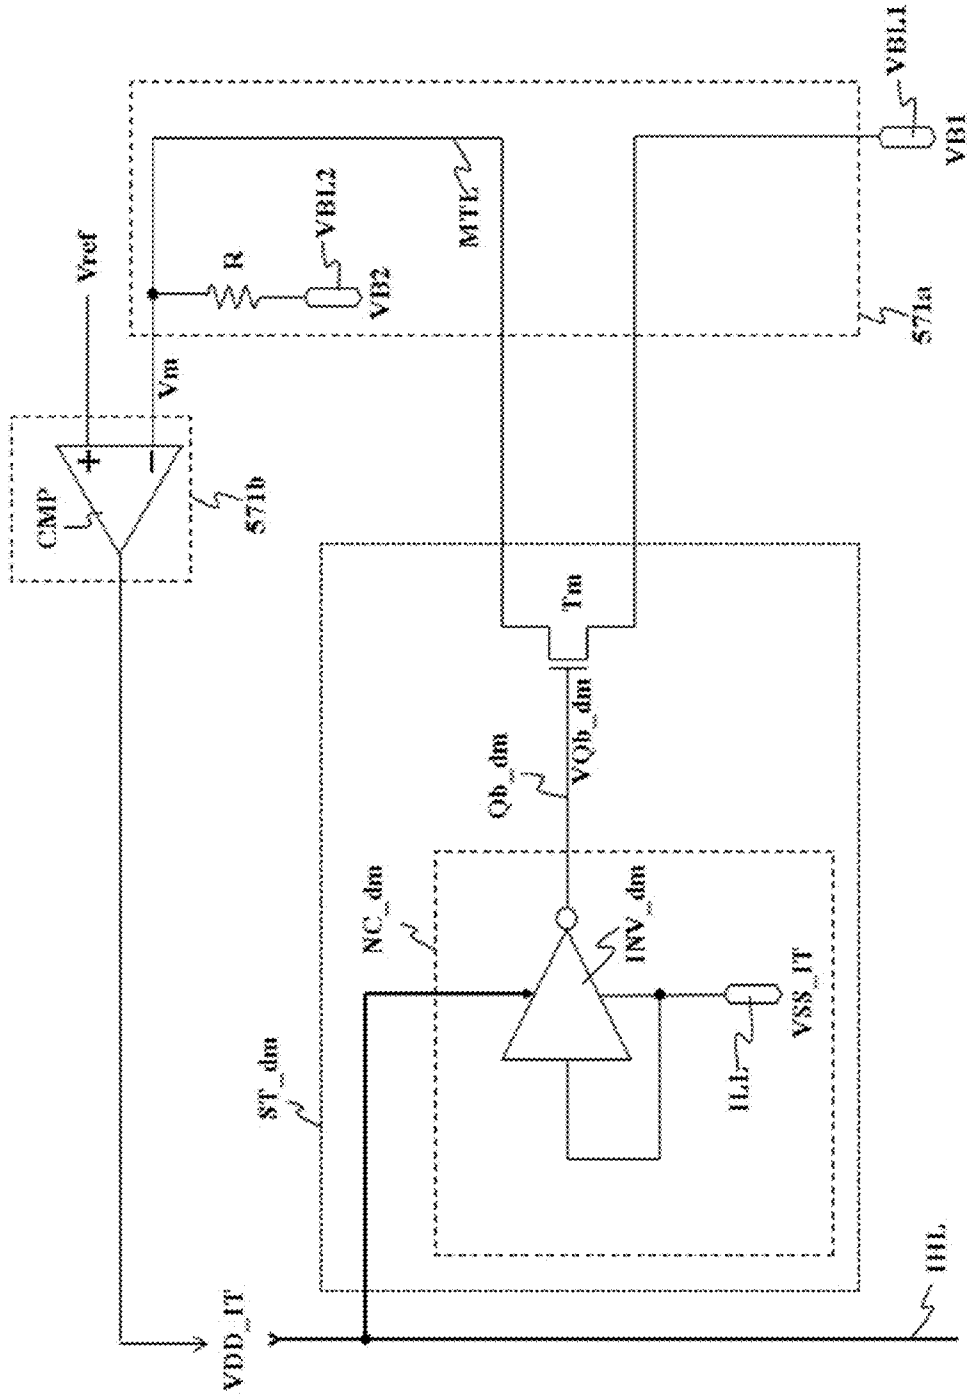 Vref
CMP
571b
Vm
R
VBL2
VB2
MTL
571a
VBL1
VB1
Tm
Qb_dm
VQb_dm
NC_dm
INV_dm
ILL
VSS_IT
ST_dm
VDD_IT
IHL